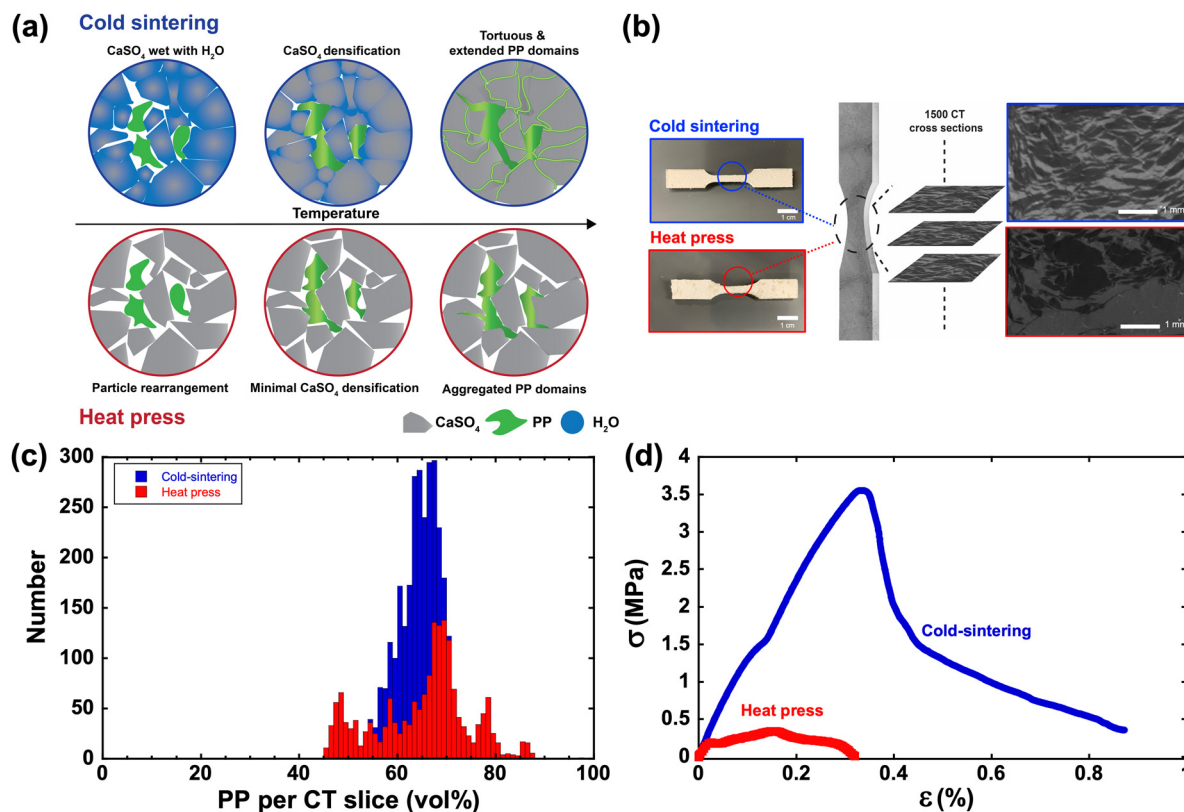 (a)
Cold sintering
CaSO₄ wet with H₂O
CaSO₄ densification
Tortuous &
extended PP domains
Temperature
Particle rearrangement
Minimal CaSO₄ densification
Aggregated PP domains
Heat press
CaSO₄
PP
H₂O
(b)
Cold sintering
1 cm
Heat press
1 cm
1500 CT
cross sections
1 mm
1 mm
(c)
300
250
200
150
100
50
0
Number
Cold-sintering
Heat press
0
20
40
60
80
100
PP per CT slice (vol%)
(d)
4
3.5
3
2.5
2
1.5
1
0.5
0
σ (MPa)
Cold-sintering
Heat press
0
0.2
0.4
0.6
0.8
1
ε (%)